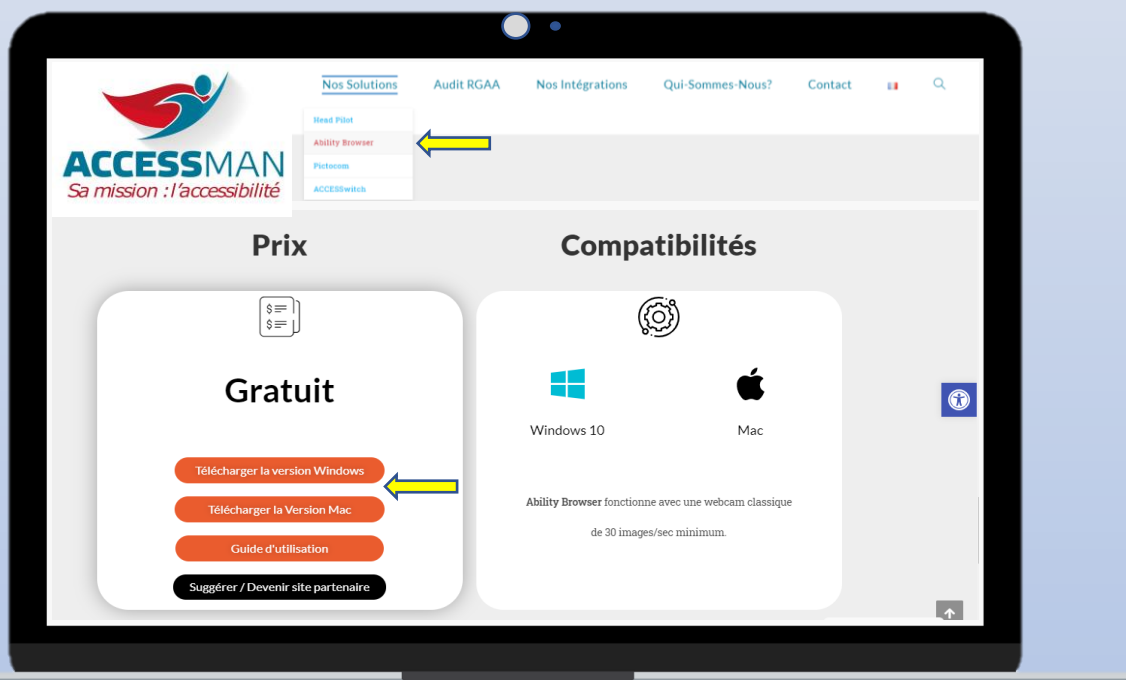 Nos Solutions
Audit RGAA
Nos Intégrations
Qui-Sommes-Nous?
Contact
Head Pilot
Ability Browser
Pictocom
ACCESSwitch
ACCESSMAN
Sa mission : l'accessibilité
Prix
Gratuit
Télécharger la version Windows
Télécharger la Version Mac
Guide d'utilisation
Suggérer / Devenir site partenaire
Compatibilités
Windows 10
Mac
Ability Browser fonctionne avec une webcam classique
de 30 images/sec minimum.